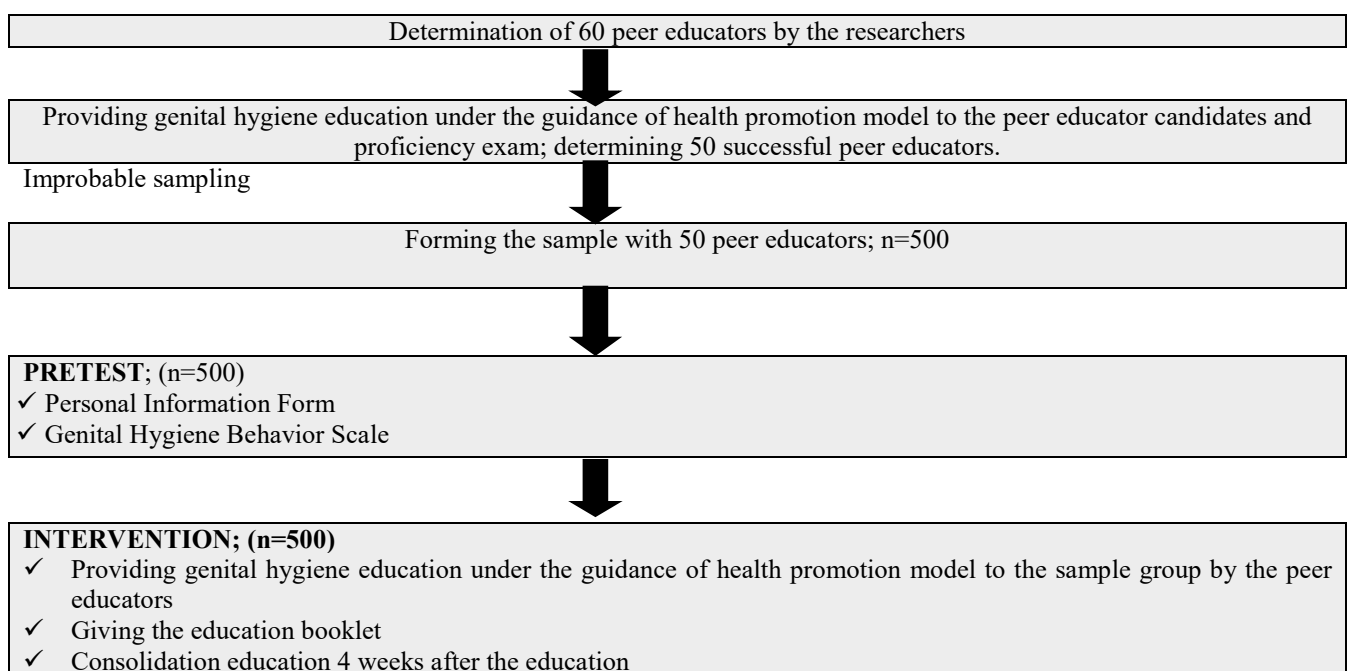 Determination of 60 peer educators by the researchers
Providing genital hygiene education under the guidance of health promotion model to the peer educator candidates and
proficiency exam; determining 50 successful peer educators.
Improbable sampling
Forming the sample with 50 peer educators; n=500
PRETEST; (n=500)
✓ Personal Information Form
✓ Genital Hygiene Behavior Scale
INTERVENTION; (n=500)
✓ Providing genital hygiene education under the guidance of health promotion model to the sample group by the peer
educators
✓ Giving the education booklet
✓ Consolidation education 4 weeks after the education